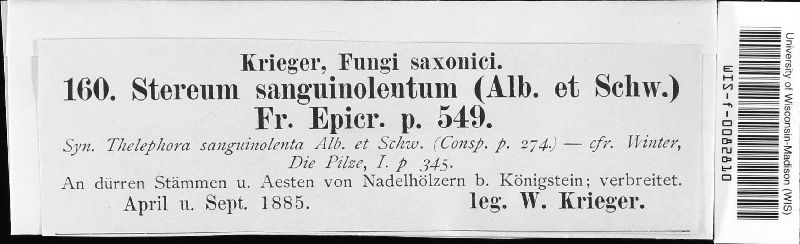 Krieger, Fungi saxonici.
160. Stereum sanguinolentum (Alb. et Schw.)
Fr. Epicr. p. 549.
Syn. Thelephora sanguinolenta Alb. et Schw. (Consp. p. 274.) — cfr. Winter,
Die Pilze, I. p 345.
An dürren Stämmen u. Aesten von Nadelhölzern b. Königstein; verbreitet.
April u. Sept. 1885. leg. W. Krieger.
University of Wisconsin-Madison (WIS)
WIS-f-0082810